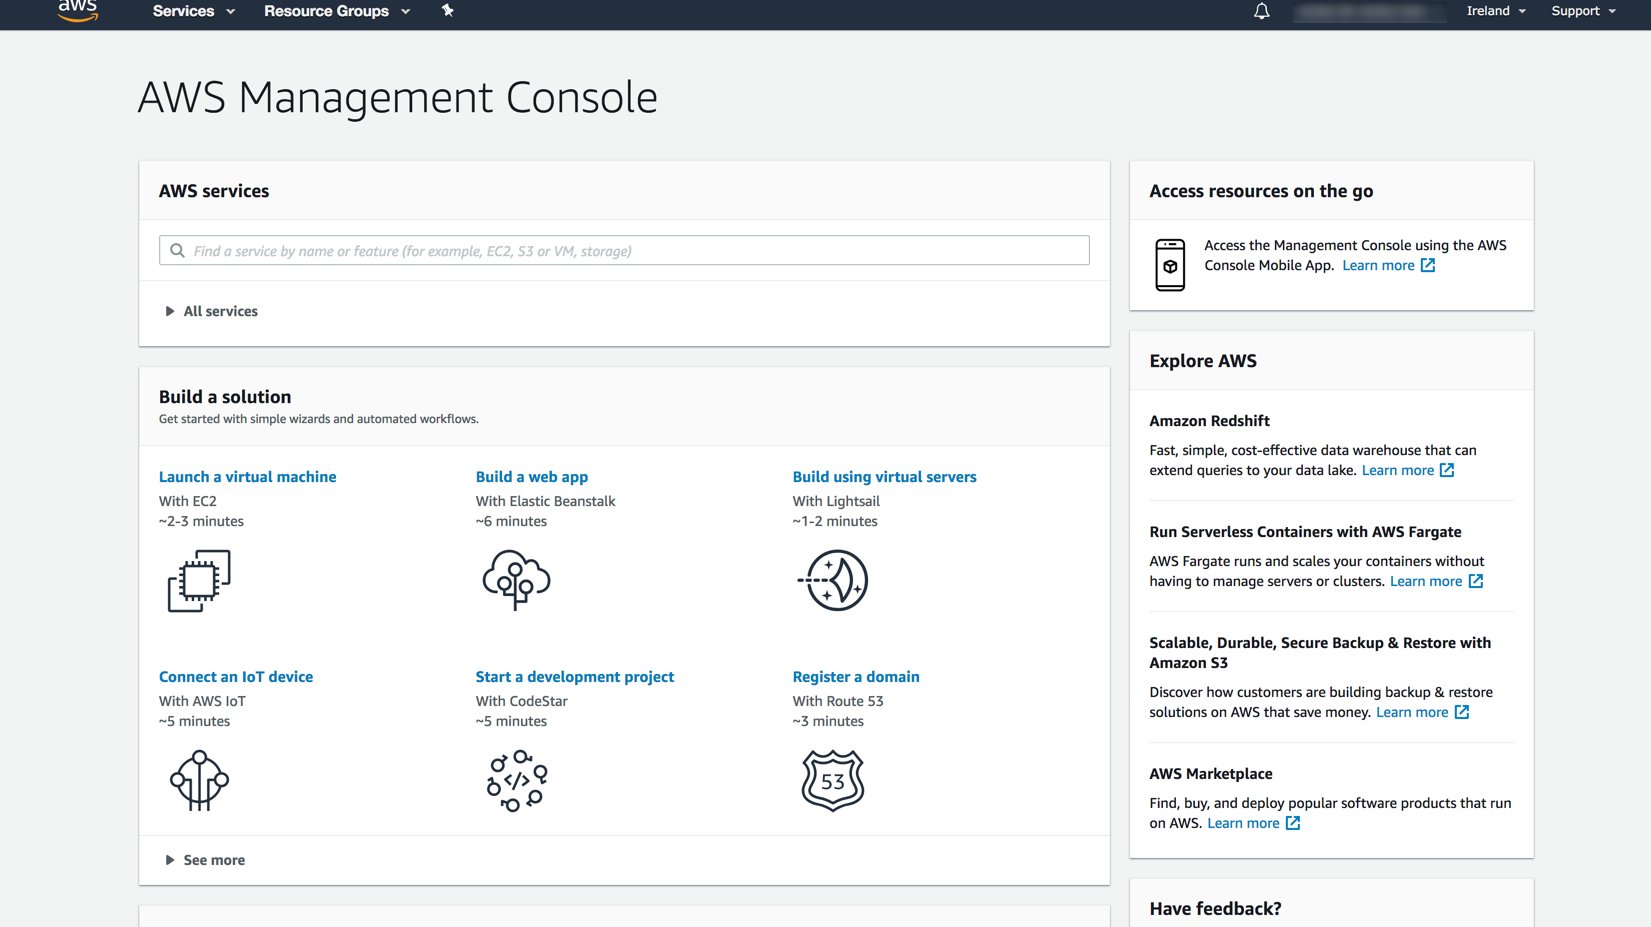 aws Services Resource Groups Ireland Support
AWS Management Console
AWS services
Find a service by name or feature (for example, EC2, S3 or VM, storage)
All services
Build a solution
Get started with simple wizards and automated workflows.
Launch a virtual machine
With EC2
~2-3 minutes
Build a web app
With Elastic Beanstalk
~6 minutes
Build using virtual servers
With Lightsail
~1-2 minutes
Connect an IoT device
With AWS IoT
~5 minutes
Start a development project
With CodeStar
~5 minutes
</>
Register a domain
With Route 53
~3 minutes
53
See more
Access resources on the go
Access the Management Console using the AWS
Console Mobile App. Learn more
Explore AWS
Amazon Redshift
Fast, simple, cost-effective data warehouse that can
extend queries to your data lake. Learn more
Run Serverless Containers with AWS Fargate
AWS Fargate runs and scales your containers without
having to manage servers or clusters. Learn more
Scalable, Durable, Secure Backup & Restore with
Amazon S3
Discover how customers are building backup & restore
solutions on AWS that save money. Learn more
AWS Marketplace
Find, buy, and deploy popular software products that run
on AWS. Learn more
Have feedback?